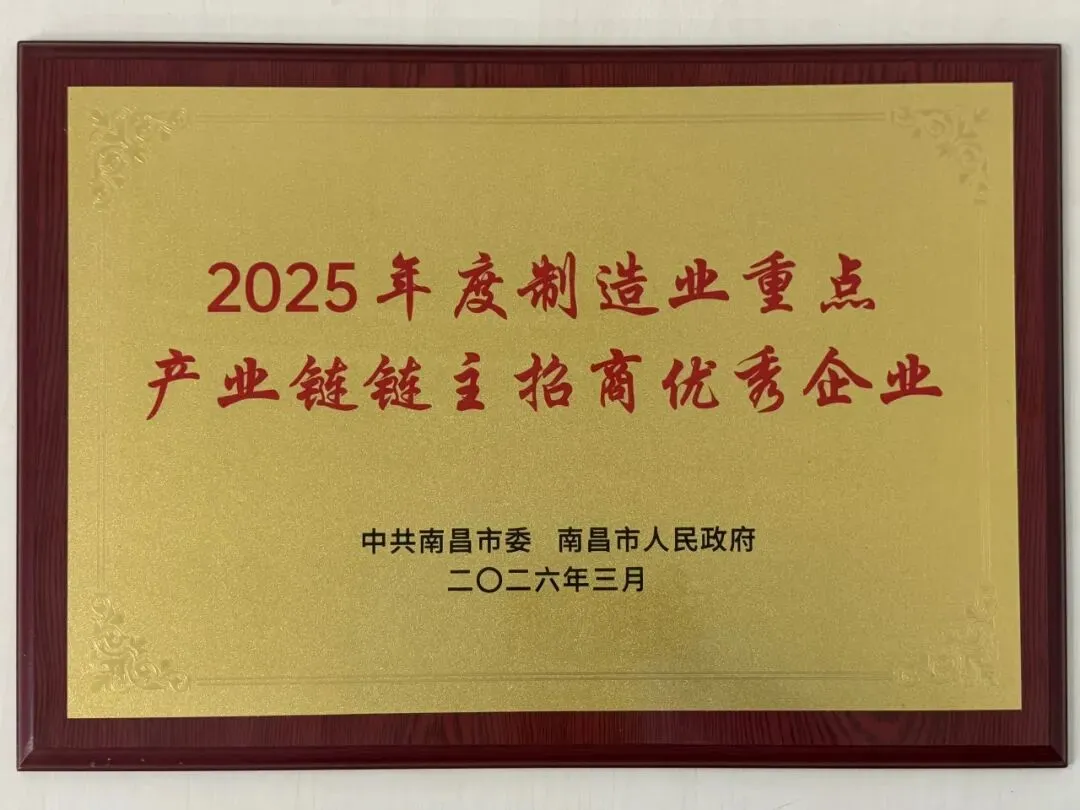 2025年度制造业重点
产业链链主招商优秀企业
中共南昌市委 南昌市人民政府
二〇二六年三月